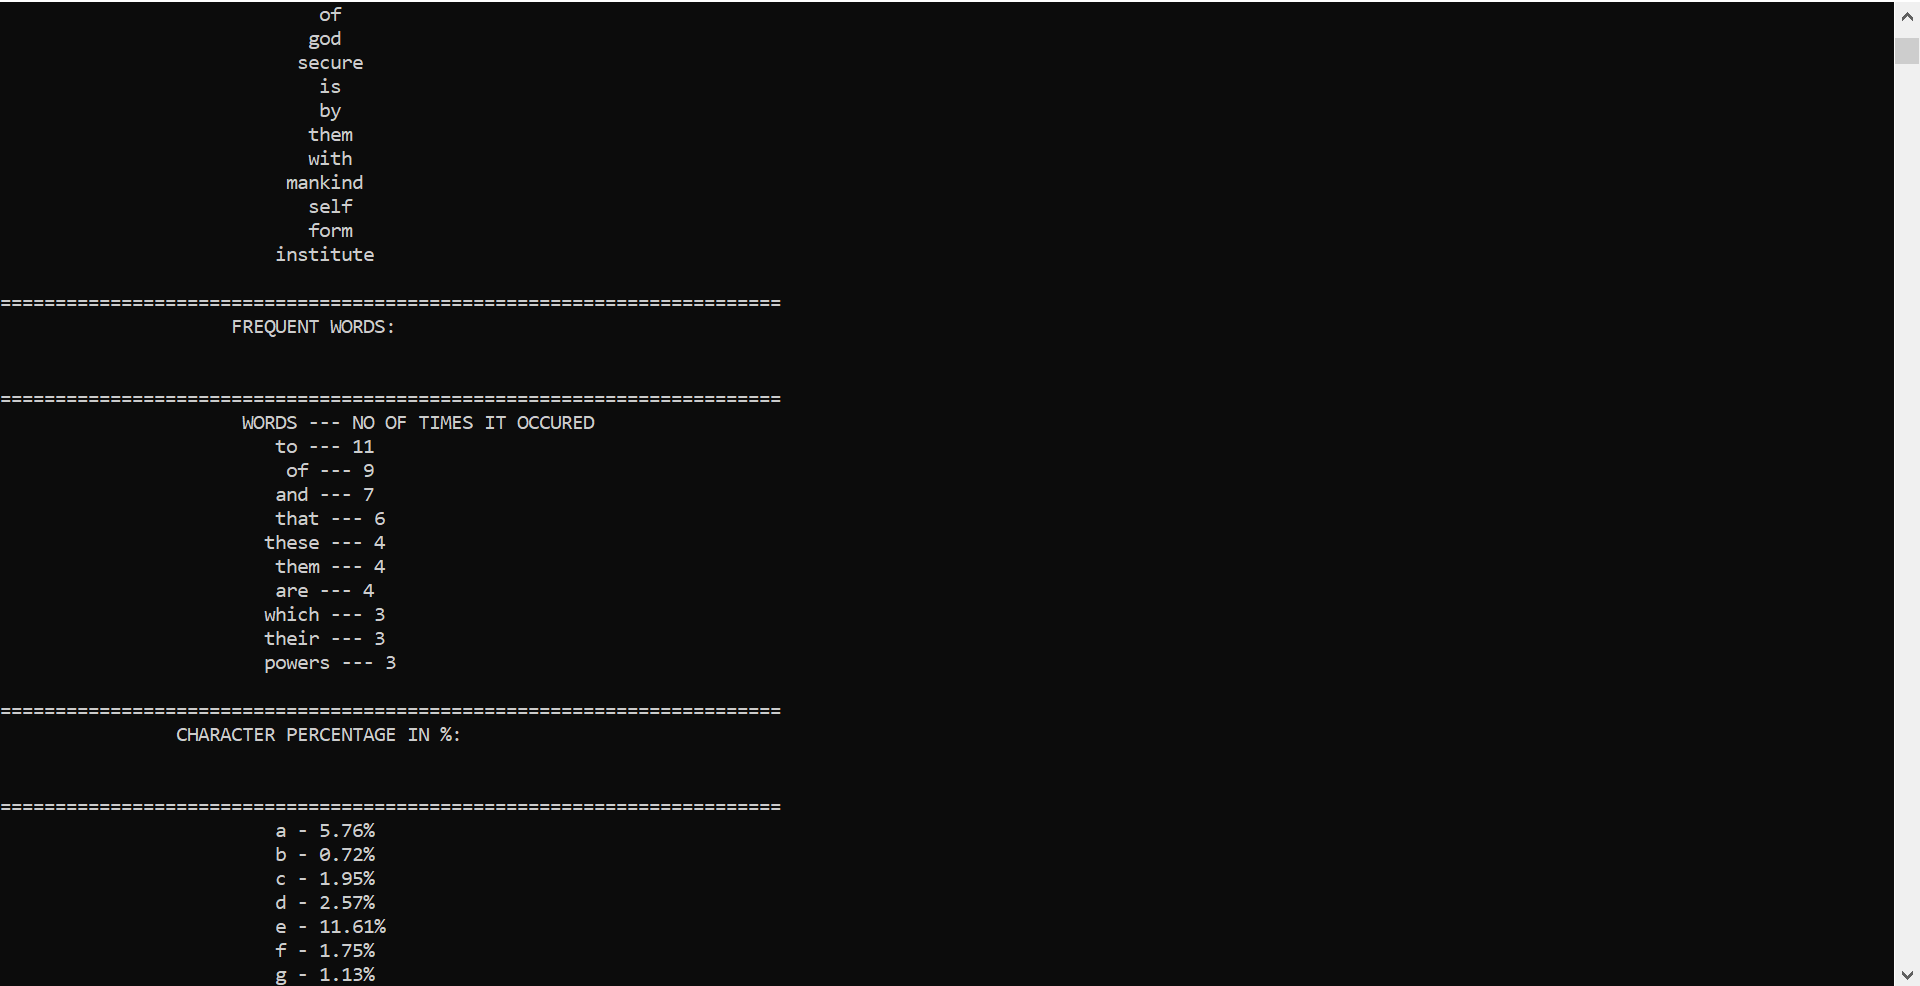 of
god
secure
is
by
them
with
mankind
self
form
institute
=======================================================================
FREQUENT WORDS:
=======================================================================
WORDS --- NO OF TIMES IT OCCURED
to --- 11
of --- 9
and --- 7
that --- 6
these --- 4
them --- 4
are --- 4
which --- 3
their --- 3
powers --- 3
=======================================================================
CHARACTER PERCENTAGE IN %:
=======================================================================
a - 5.76%
b - 0.72%
c - 1.95%
d - 2.57%
e - 11.61%
f - 1.75%
g - 1.13%